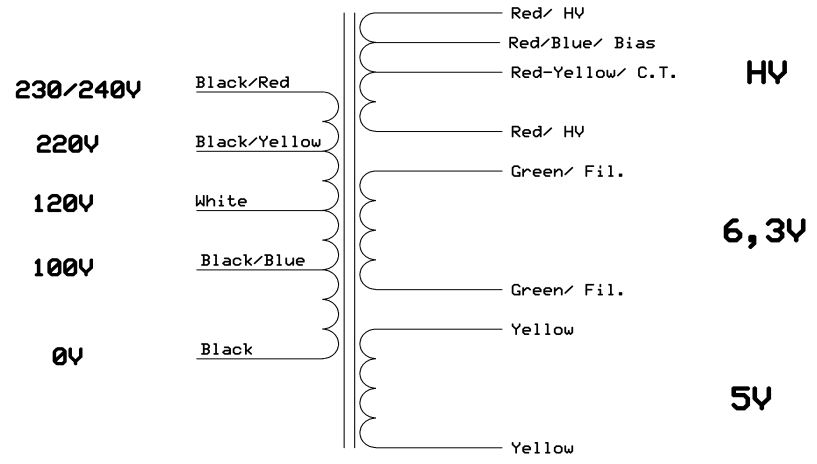 Red/ HV
Red/Blue/ Bias
Red-Yellow/ C.T.
HV
Red/ HV
230/240V
Black/Red
220V
Black/Yellow
120V
White
100V
Black/Blue
0V
Black
Green/ Fil.
6,3V
Green/ Fil.
Yellow
5V
Yellow